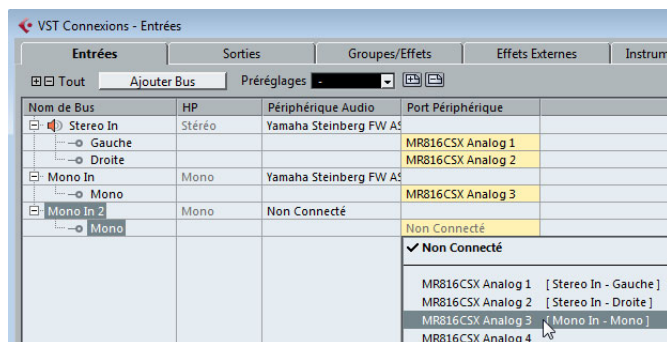 VST Connexions - Entrées
Entrées Sorties Groupes/Effets Effets Externes Instrum
Tout Ajouter Bus Préréglages -
Nom de Bus HP Périphérique Audio Port Périphérique
Stereo In Stéréo Yamaha Steinberg FW AS
Gauche MR816CSX Analog 1
Droite MR816CSX Analog 2
Mono In Mono Yamaha Steinberg FW AS
Mono MR816CSX Analog 3
Mono In 2 Mono Non Connecté
Mono Non Connecté
✓ Non Connecté
MR816CSX Analog 1 [ Stereo In - Gauche ]
MR816CSX Analog 2 [ Stereo In - Droite ]
MR816CSX Analog 3 [ Mono In - Mono ]
MR816CSX Analog 4